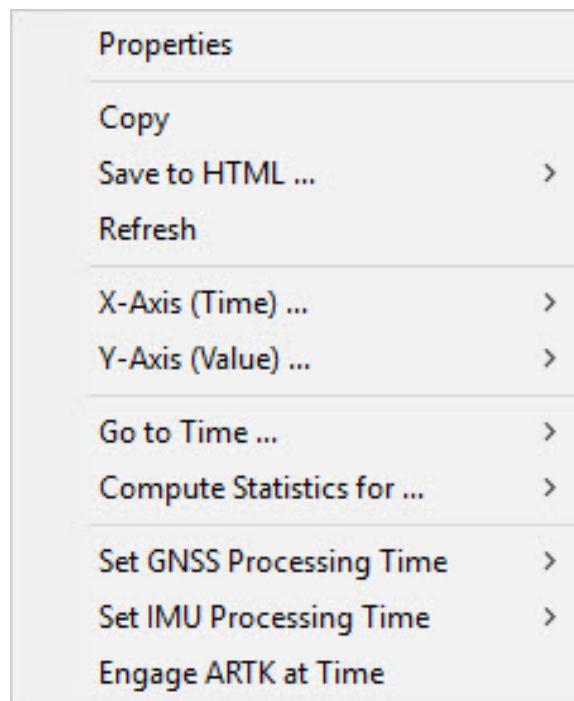 Properties
Copy
Save to HTML ...
Refresh
X-Axis (Time) ...
Y-Axis (Value) ...
Go to Time ...
Compute Statistics for ...
Set GNSS Processing Time
Set IMU Processing Time
Engage ARTK at Time